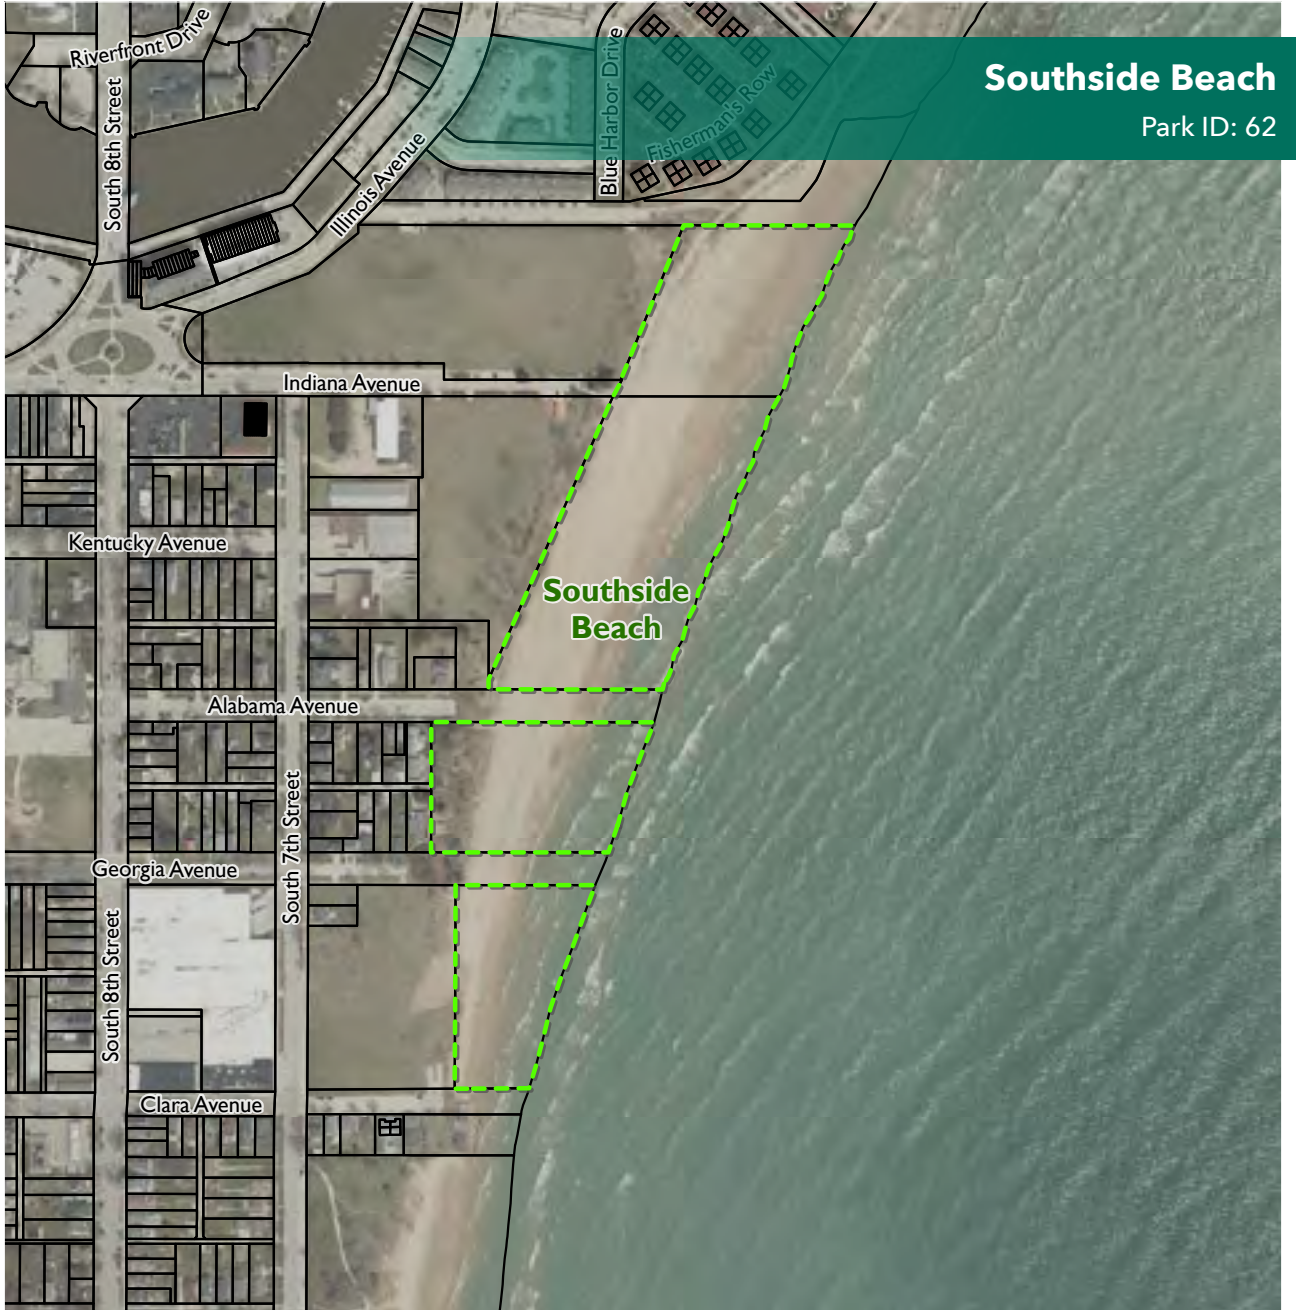 Riverfront Drive
South 8th Street
Illinois Avenue
Blue Harbor Drive
Fisherman's Row
Southside Beach
Park ID: 62
Indiana Avenue
Kentucky Avenue
Southside
Beach
Alabama Avenue
South 7th Street
Georgia Avenue
South 8th Street
Clara Avenue